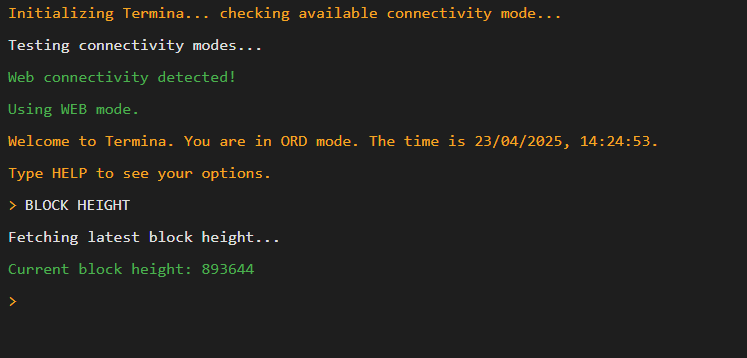 Initializing Termina... checking available connectivity mode...
Testing connectivity modes...
Web connectivity detected!
Using WEB mode.
Welcome to Termina. You are in ORD mode. The time is 23/04/2025, 14:24:53.
Type HELP to see your options.
> BLOCK HEIGHT
Fetching latest block height...
Current block height: 893644
>